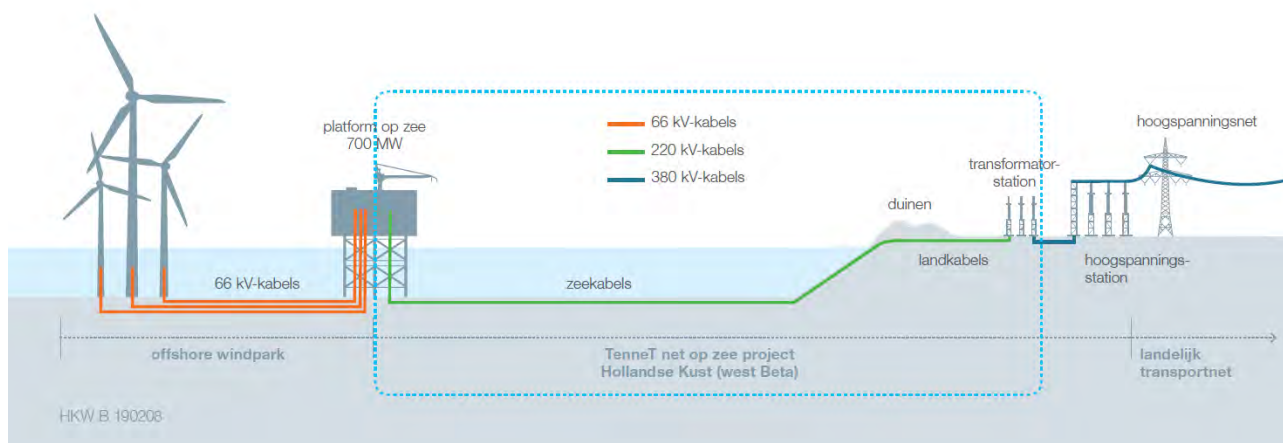 platform op zee
700 MW
66 kV-kabels
220 kV-kabels
380 kV-kabels
hoogspanningsnet
transformator-
station
duinen
66 kV-kabels
zeekabels
landkabels
hoogspannings-
station
offshore windpark
TenneT net op zee project
Hollandse Kust (west Beta)
landelijk
transportnet
HKW B 190208